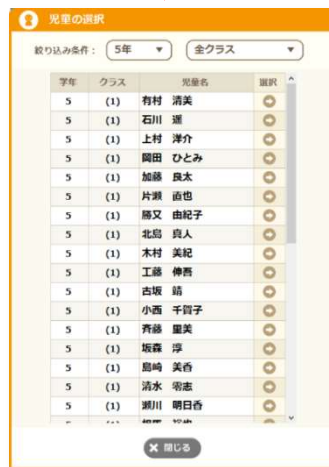 児童の選択
絞り込み条件： 5年 ▼ 全クラス ▼
学年 クラス 児童名 選択
5 (1) 有村 清美
5 (1) 石川 遥
5 (1) 上村 洋介
5 (1) 岡田 ひとみ
5 (1) 加藤 良太
5 (1) 片瀬 直也
5 (1) 勝又 由紀子
5 (1) 北島 良人
5 (1) 木村 美紀
5 (1) 工藤 伸吾
5 (1) 古坂 錆
5 (1) 小西 千賀子
5 (1) 斉藤 里美
5 (1) 坂森 淳
5 (1) 島崎 美香
5 (1) 清水 零志
5 (1) 瀬川 明日香
× 閉じる